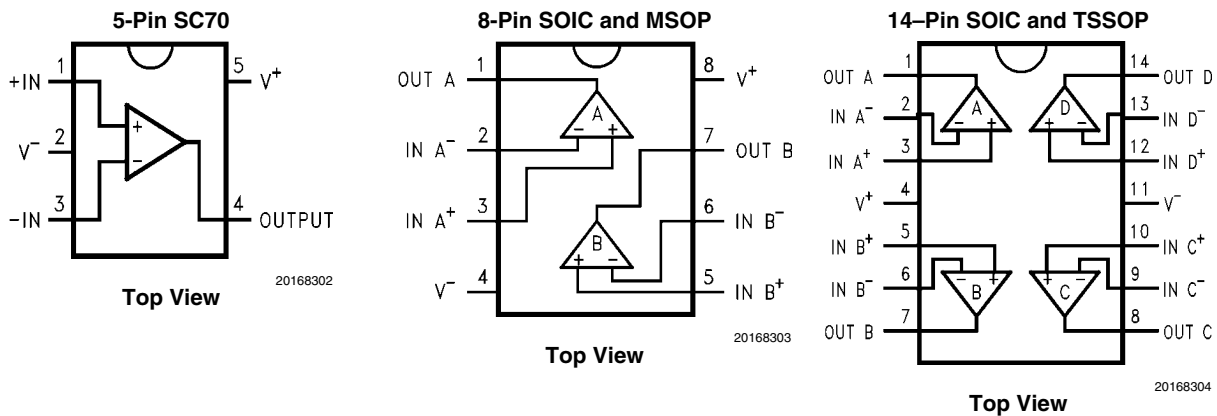 5-Pin SC70
+IN 1
5 V+
+
V- 2
-
-IN 3
4 OUTPUT
20168302
Top View
8-Pin SOIC and MSOP
OUT A 1
8 V+
A
- +
IN A- 2
7 OUT B
IN A+ 3
6 IN B-
B
+ -
V- 4
5 IN B+
20168303
Top View
14–Pin SOIC and TSSOP
OUT A 1
14 OUT D
A
- +
D
+ -
IN A- 2
13 IN D-
IN A+ 3
12 IN D+
V+ 4
11 V-
IN B+ 5
10 IN C+
IN B- 6
9 IN C-
- +
B
+ -
C
OUT B 7
8 OUT C
20168304
Top View